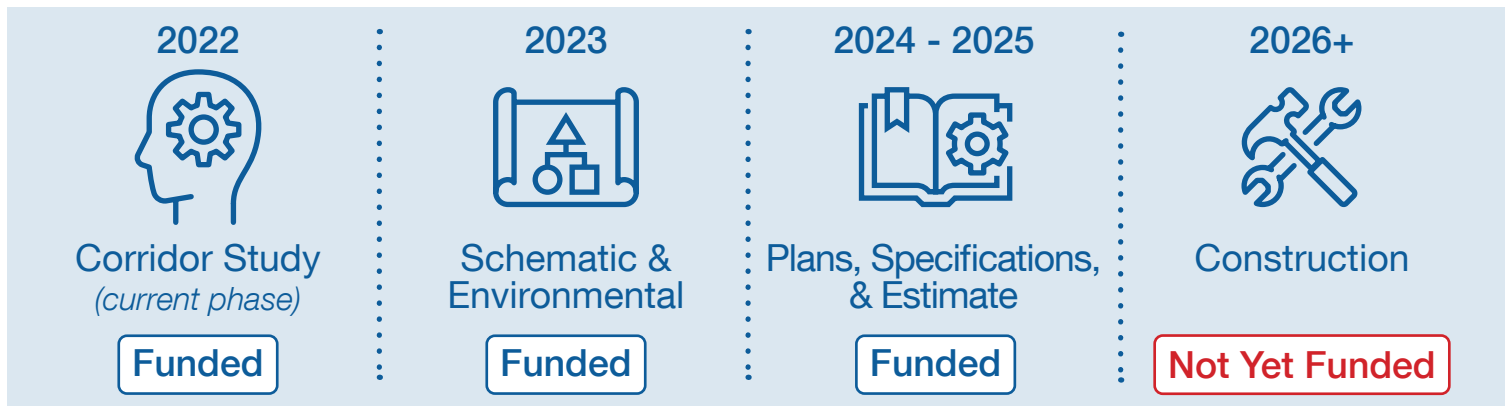 2022
Corridor Study
(current phase)
Funded
2023
Schematic &
Environmental
Funded
2024 - 2025
Plans, Specifications,
& Estimate
Funded
2026+
Construction
Not Yet Funded